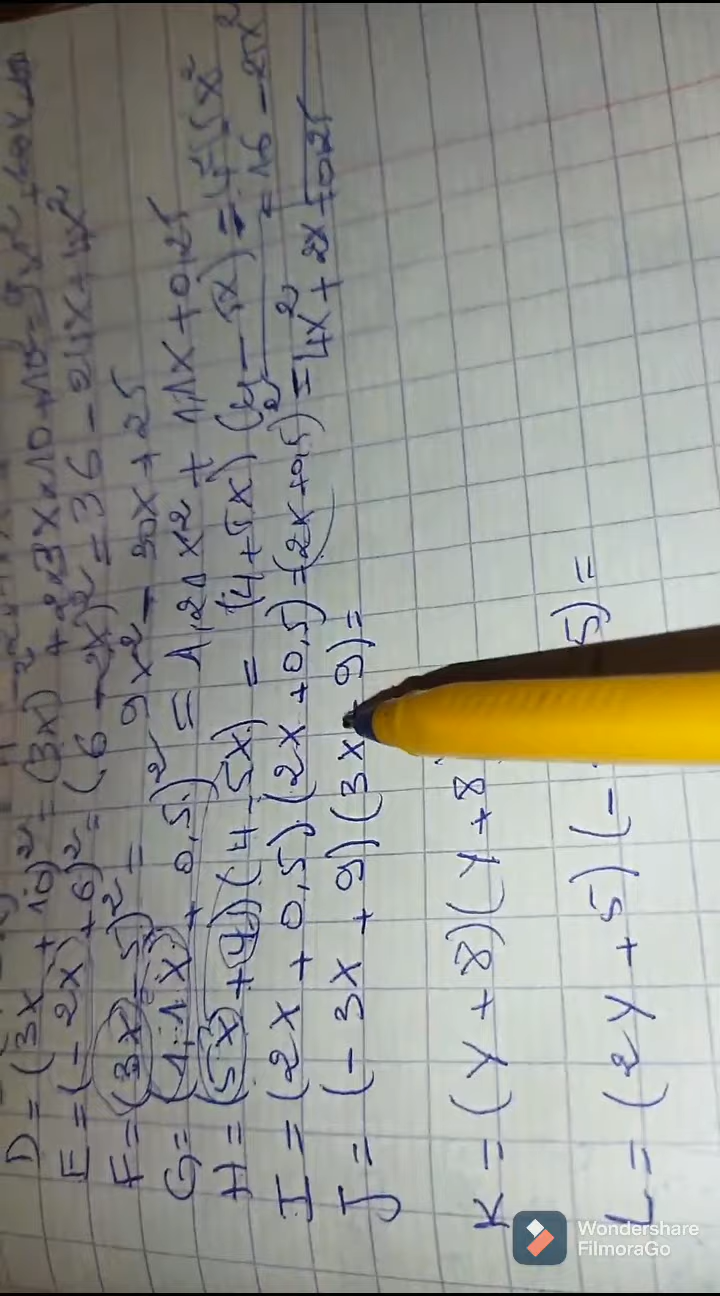 D = (3x + 10)² = (3x)² + 2×3x×10 + 10² = 9x² + 60x
E = (-2x + 6)² = (6 - 2x)² = 36 - 24x + 4x²
F = (3x - 5)² = 9x² - 30x + 25
G = (1,1x + 0,5)² = 1,21x² + 1,1x + 0,25
H = (5x + 4)(4 - 5x) = (4 + 5x)(4 - 5x) =
= 16 - 25x²
I = (2x + 0,5)(2x + 0,5) = (2x + 0,5)² = 4x² + 2x + 0,25
J = (-3x + 9)(3x 9) =
K = (y + 8)(y + 8
L = (2y + 5)(- 5) =
Wondershare
FilmoraGo